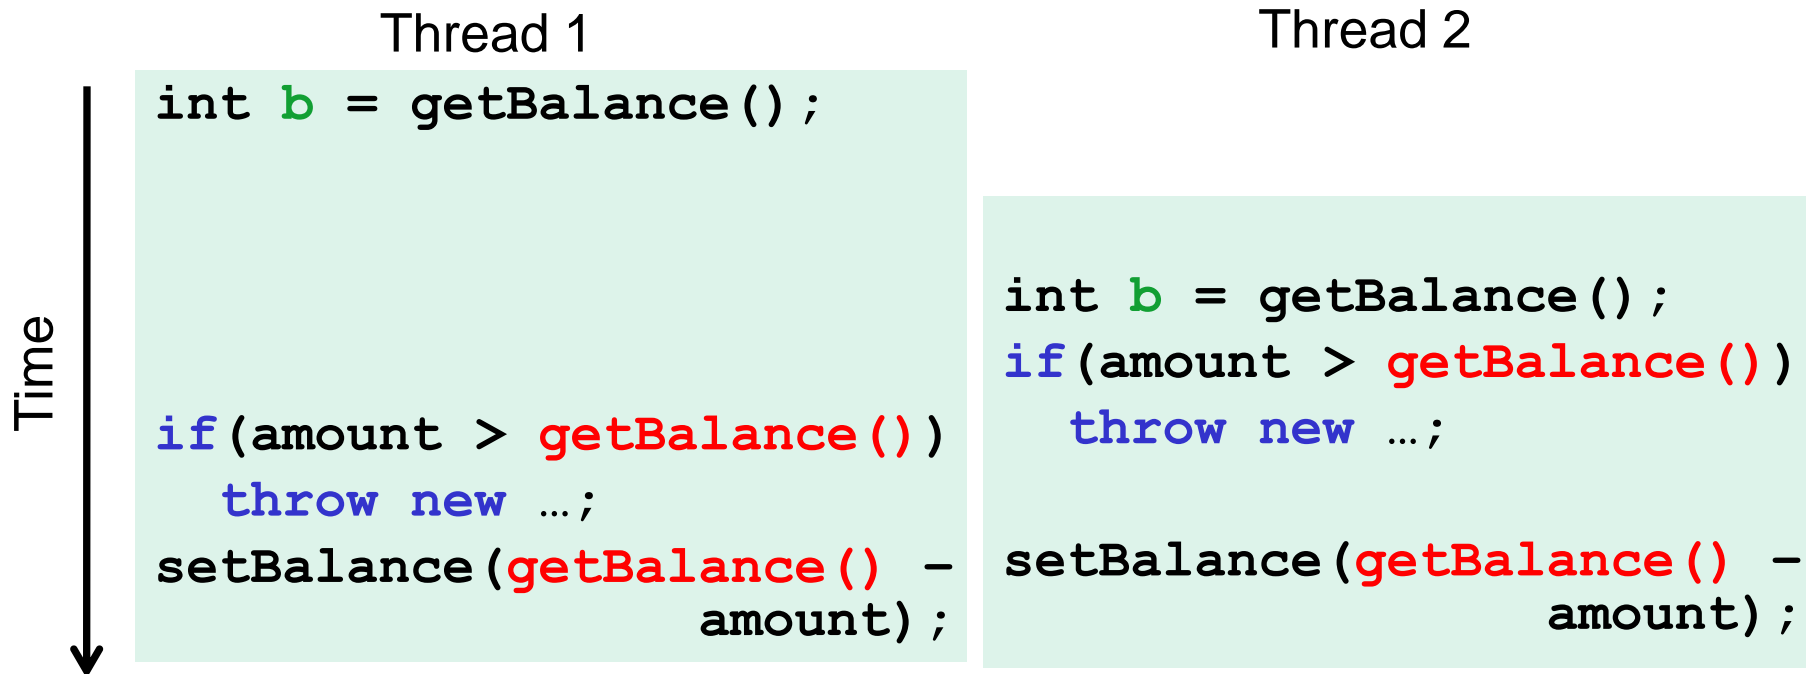 Thread 1
Thread 2
Time
int b = getBalance();
if(amount > getBalance())
  throw new …;
setBalance(getBalance() –
                 amount);
int b = getBalance();
if(amount > getBalance())
  throw new …;
setBalance(getBalance() –
                 amount);